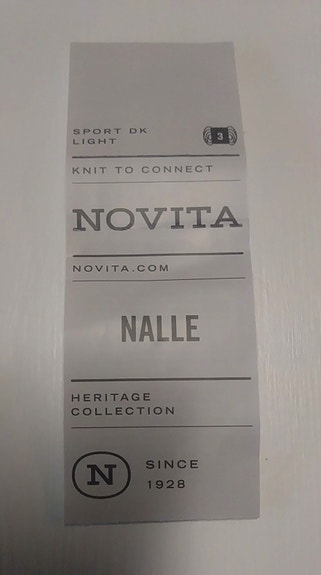 SPORT DK
LIGHT
3
KNIT TO CONNECT
NOVITA
NOVITA.COM
NALLE
HERITAGE
COLLECTION
N
SINCE
1928